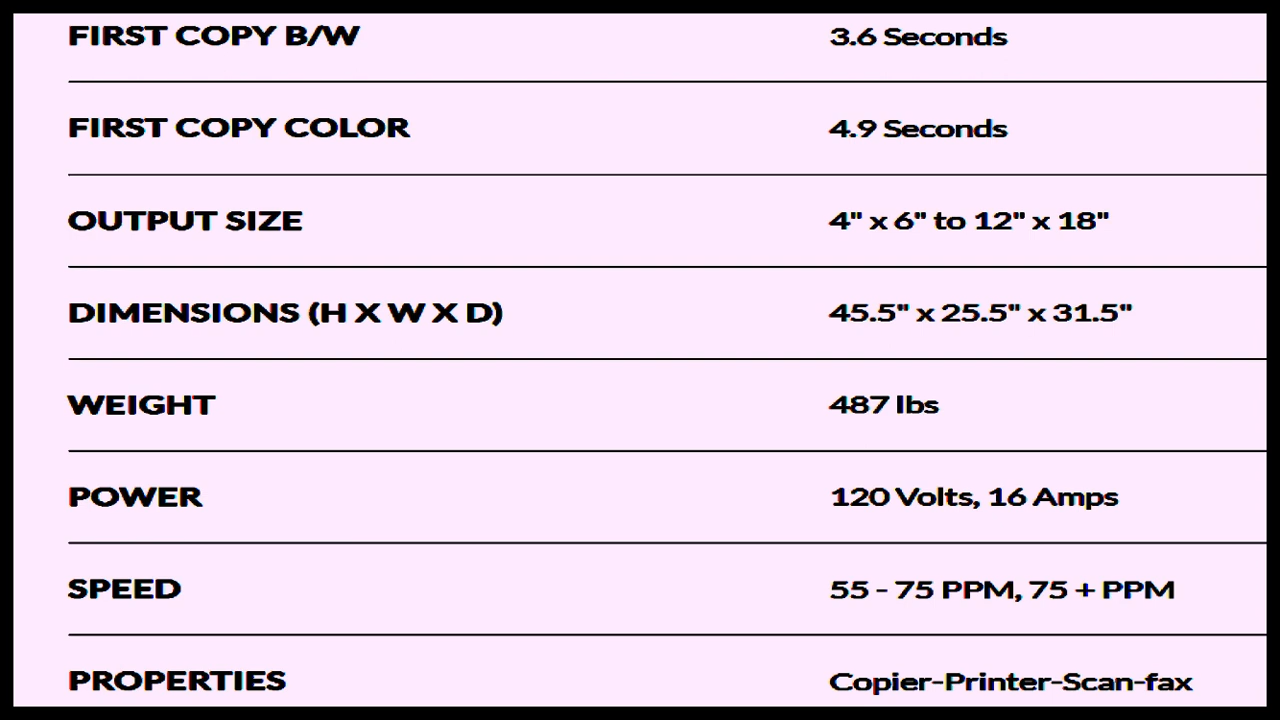 FIRST COPY B/W 3.6 Seconds
FIRST COPY COLOR 4.9 Seconds
OUTPUT SIZE 4" x 6" to 12" x 18"
DIMENSIONS (H X W X D) 45.5" x 25.5" x 31.5"
WEIGHT 487 lbs
POWER 120 Volts, 16 Amps
SPEED 55 - 75 PPM, 75 + PPM
PROPERTIES Copier-Printer-Scan-fax